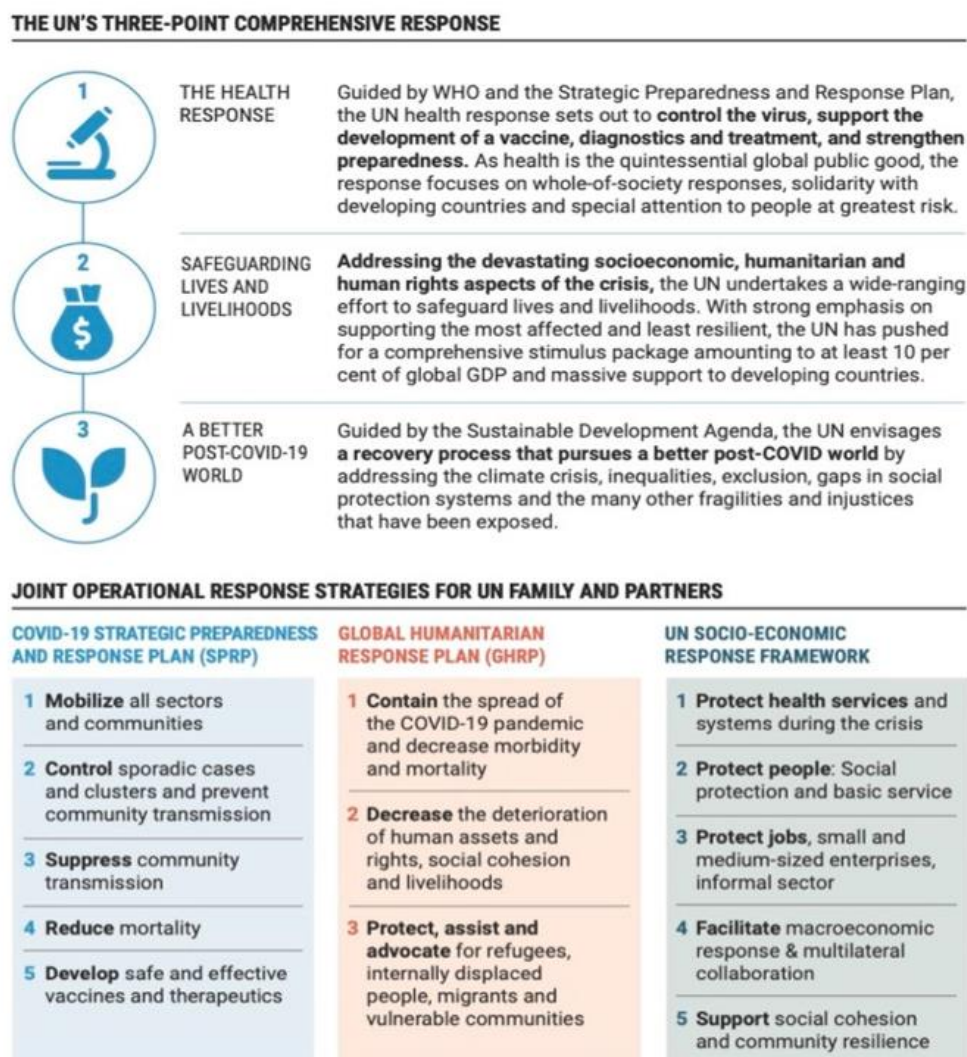 THE UN'S THREE-POINT COMPREHENSIVE RESPONSE
1
THE HEALTH
RESPONSE
Guided by WHO and the Strategic Preparedness and Response Plan,
the UN health response sets out to control the virus, support the
development of a vaccine, diagnostics and treatment, and strengthen
preparedness. As health is the quintessential global public good, the
response focuses on whole-of-society responses, solidarity with
developing countries and special attention to people at greatest risk.
2
$
SAFEGUARDING
LIVES AND
LIVELIHOODS
Addressing the devastating socioeconomic, humanitarian and
human rights aspects of the crisis, the UN undertakes a wide-ranging
effort to safeguard lives and livelihoods. With strong emphasis on
supporting the most affected and least resilient, the UN has pushed
for a comprehensive stimulus package amounting to at least 10 per
cent of global GDP and massive support to developing countries.
3
A BETTER
POST-COVID-19
WORLD
Guided by the Sustainable Development Agenda, the UN envisages
a recovery process that pursues a better post-COVID world by
addressing the climate crisis, inequalities, exclusion, gaps in social
protection systems and the many other fragilities and injustices
that have been exposed.
JOINT OPERATIONAL RESPONSE STRATEGIES FOR UN FAMILY AND PARTNERS
COVID-19 STRATEGIC PREPAREDNESS
AND RESPONSE PLAN (SPRP)
1 Mobilize all sectors
and communities
2 Control sporadic cases
and clusters and prevent
community transmission
3 Suppress community
transmission
4 Reduce mortality
5 Develop safe and effective
vaccines and therapeutics
GLOBAL HUMANITARIAN
RESPONSE PLAN (GHRP)
1 Contain the spread of
the COVID-19 pandemic
and decrease morbidity
and mortality
2 Decrease the deterioration
of human assets and
rights, social cohesion
and livelihoods
3 Protect, assist and
advocate for refugees,
internally displaced
people, migrants and
vulnerable communities
UN SOCIO-ECONOMIC
RESPONSE FRAMEWORK
1 Protect health services and
systems during the crisis
2 Protect people: Social
protection and basic service
3 Protect jobs, small and
medium-sized enterprises,
informal sector
4 Facilitate macroeconomic
response & multilateral
collaboration
5 Support social cohesion
and community resilience